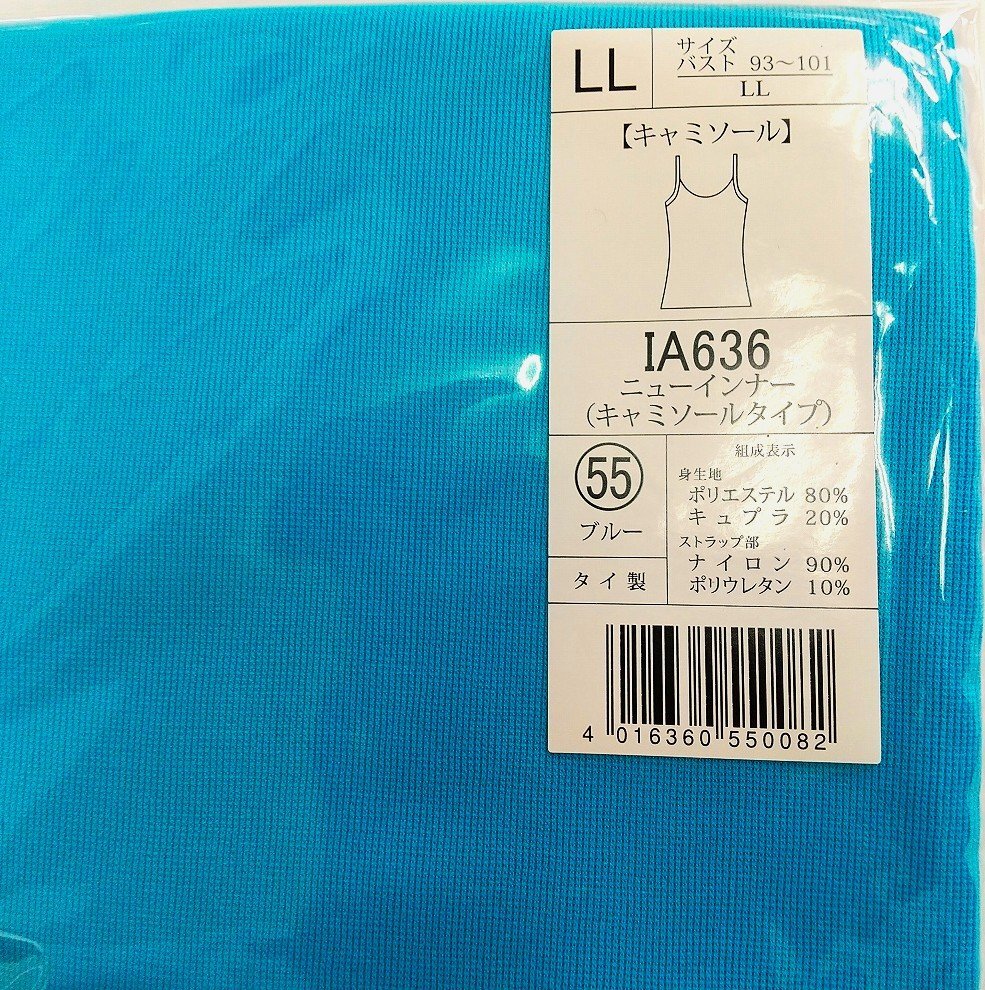 LL
サイズ
バスト 93～101
LL
【キャミソール】
IA636
ニューインナー
（キャミソールタイプ）
55
ブルー
タイ製
組成表示
身生地
ポリエステル 80%
キュプラ 20%
ストラップ部
ナイロン 90%
ポリウレタン 10%
4 016360 550082